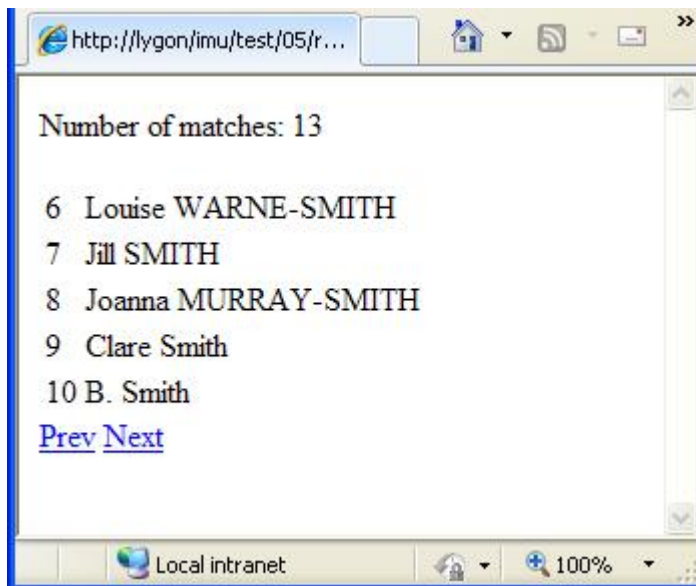 http://lygon/imu/test/05/r...
»
Number of matches: 13
6 Louise WARNE-SMITH
7 Jill SMITH
8 Joanna MURRAY-SMITH
9 Clare Smith
10 B. Smith
Prev Next
Local intranet 100%